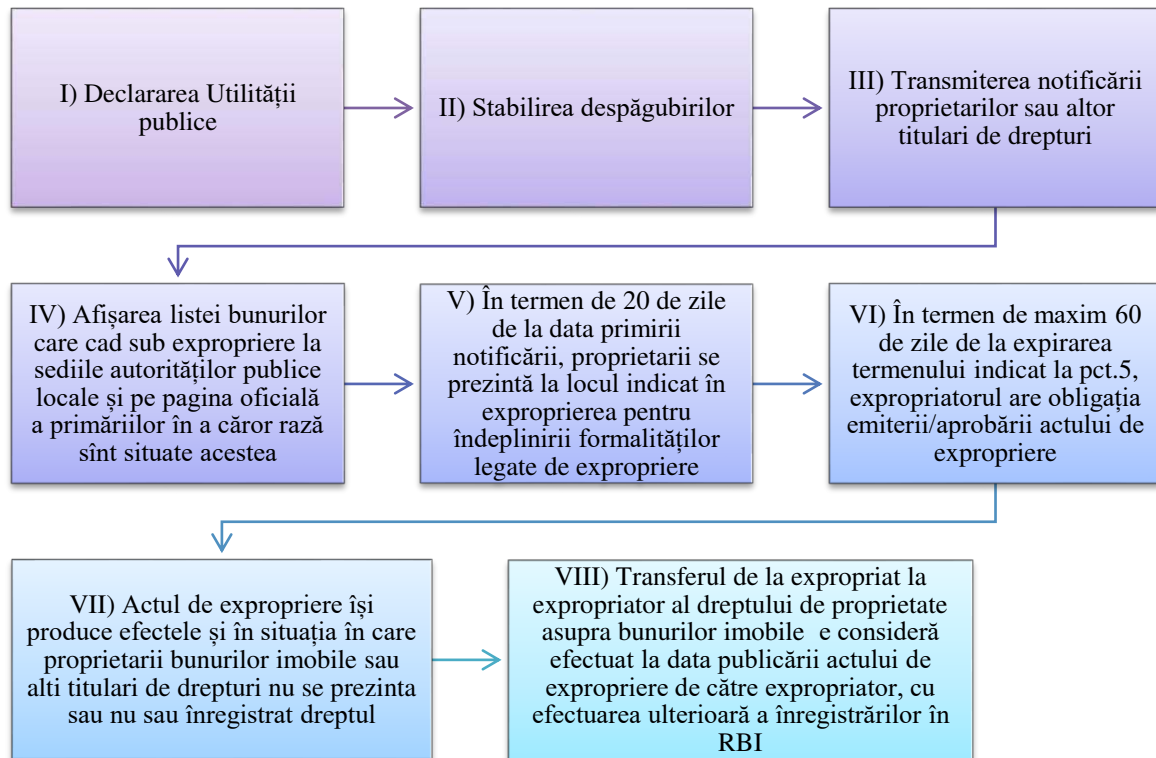 I) Declararea Utilității
publice
II) Stabilirea despăgubirilor
III) Transmiterea notificării
proprietarilor sau altor
titulari de drepturi
IV) Afișarea listei bunurilor
care cad sub expropriere la
sediile autorităților publice
locale și pe pagina oficială
a primăriilor în a căror rază
sînt situate acestea
V) În termen de 20 de zile
de la data primirii
notificării, proprietarii se
prezintă la locul indicat în
exproprierea pentru
îndeplinirii formalităților
legate de expropriere
VI) În termen de maxim 60
de zile de la expirarea
termenului indicat la pct.5,
expropriatorul are obligația
emiterii/aprobării actului de
expropriere
VII) Actul de expropriere își
produce efectele și în situația în care
proprietarii bunurilor imobile sau
alti titulari de drepturi nu se prezinta
sau nu sau înregistrat dreptul
VIII) Transferul de la expropriat la
expropriator al dreptului de proprietate
asupra bunurilor imobile e consideră
efectuat la data publicării actului de
expropriere de către expropriator, cu
efectuarea ulterioară a înregistrărilor în
RBI